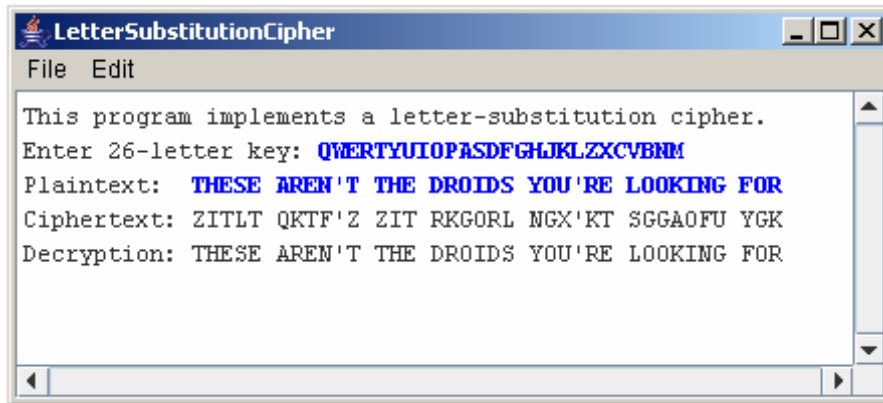 LetterSubstitutionCipher
File Edit
This program implements a letter-substitution cipher.
Enter 26-letter key: QWERTYUIOPASDFGHJKLZXCVBNM
Plaintext: THESE AREN'T THE DROIDS YOU'RE LOOKING FOR
Ciphertext: ZITLT QKTF'Z ZIT RKGORL NGX'KT SGGAOFU YGK
Decryption: THESE AREN'T THE DROIDS YOU'RE LOOKING FOR